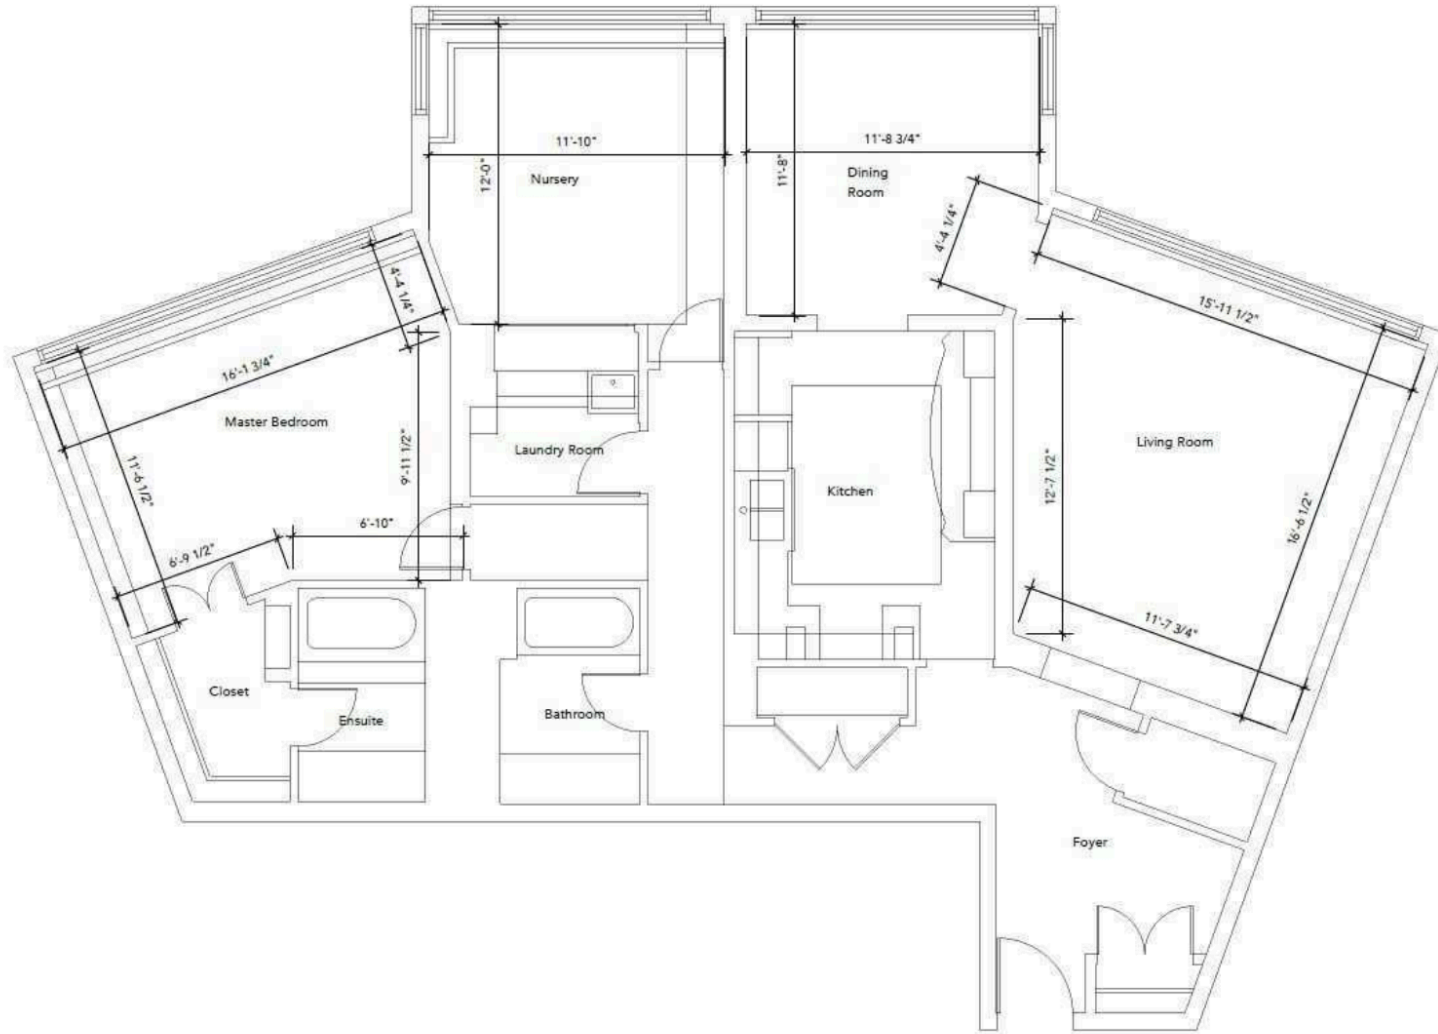 11'-10"
12'-0"
Nursery
11'-8 3/4"
11'-8"
Dining
Room
4'-4 1/4"
4'-4 1/4"
16'-1 3/4"
Master Bedroom
11'-6 1/2"
9'-11 1/2"
6'-10"
6'-9 1/2"
Laundry Room
Kitchen
15'-11 1/2"
Living Room
12'-7 1/2"
16'-6 1/2"
11'-7 3/4"
Closet
Ensuite
Bathroom
Foyer